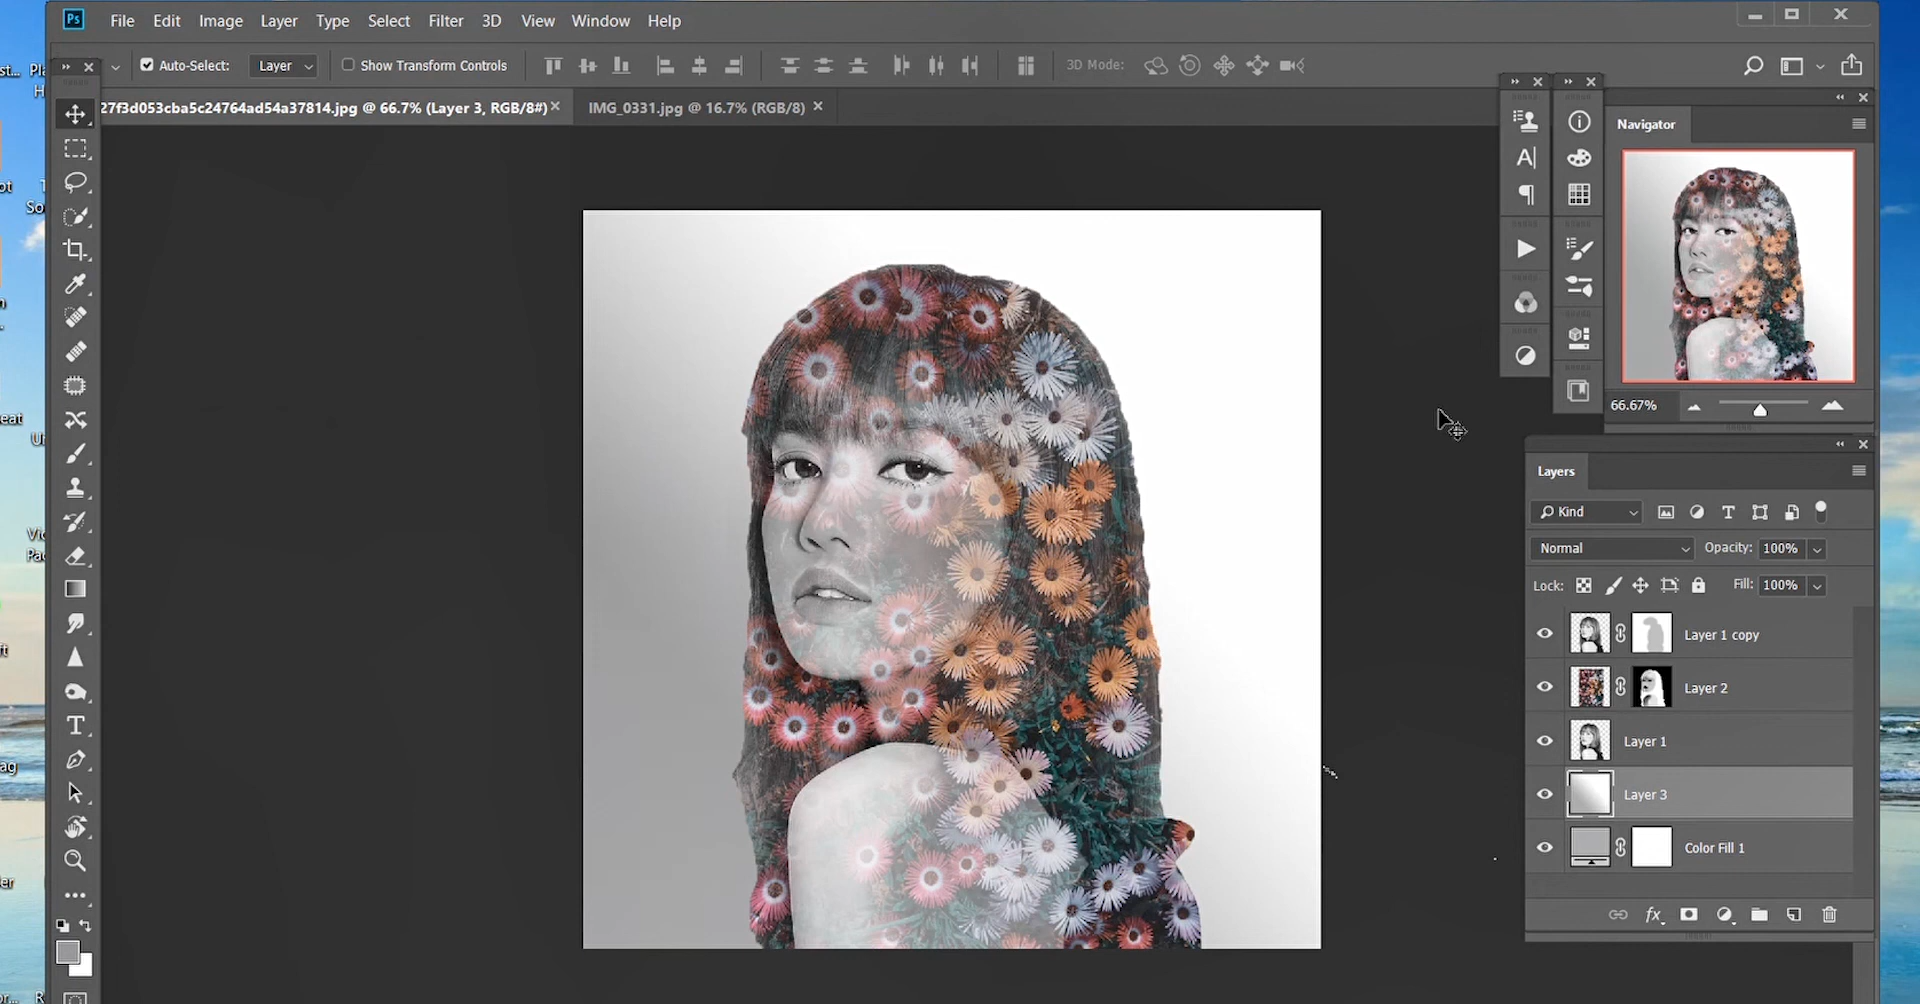 Ps File Edit Image Layer Type Select Filter 3D View Window Help
Auto-Select: Layer Show Transform Controls 3D Mode:
27f3d053cba5c24764ad54a37814.jpg @ 66.7% (Layer 3, RGB/8#) IMG_0331.jpg @ 16.7% (RGB/8)
Navigator
66.67%
Layers
Kind
Normal Opacity: 100%
Lock: Fill: 100%
Layer 1 copy
Layer 2
Layer 1
Layer 3
Color Fill 1